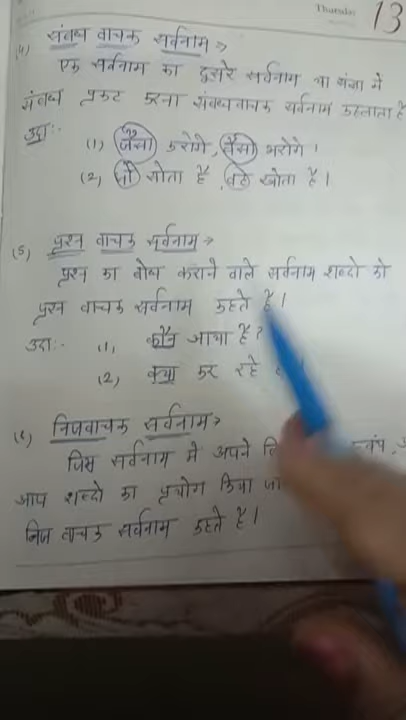 Thursday 13
(4) संबंध वाचक सर्वनाम ⇒
एक सर्वनाम का दुसरे सर्वनाम या संज्ञा में
संबंध प्रकट करना संबंधवाचक सर्वनाम कहलाता है
उदा:-
(1) जैसा करोगे, वैसा भरोगे।
(2) जो सोता है, वह खोता है।
(5) प्रश्न वाचक सर्वनाम ⇒
प्रश्न का बोध कराने वाले सर्वनाम शब्दो को
प्रश्न वाचक सर्वनाम कहते है।
उदा:- (1) कौन आया है?
(2) क्या कर रहे
(6) निजवाचक सर्वनाम ⇒
जिस सर्वनाम में अपने
आप शब्दो का प्रयोग किया
निज वाचक सर्वनाम कहते है।